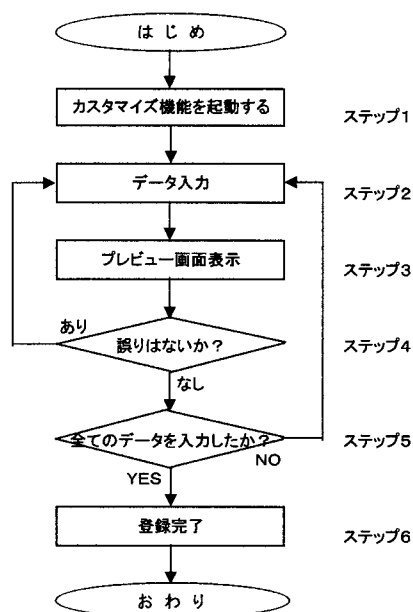 はじめ
カスタマイズ機能を起動する
ステップ1
データ入力
ステップ2
プレビュー画面表示
ステップ3
あり
誤りはないか？
ステップ4
なし
全てのデータを入力したか？
ステップ5
NO
YES
登録完了
ステップ6
おわり